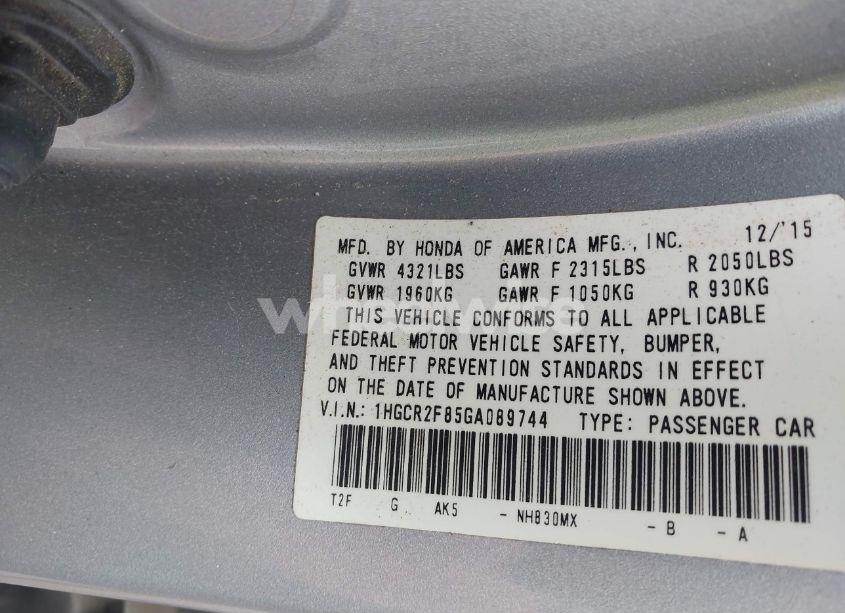 MFD. BY HONDA OF AMERICA MFG., INC. 12/'15
GVWR 4321LBS GAWR F 2315LBS R 2050LBS
GVWR 1960KG GAWR F 1050KG R 930KG
THIS VEHICLE CONFORMS TO ALL APPLICABLE
FEDERAL MOTOR VEHICLE SAFETY, BUMPER,
AND THEFT PREVENTION STANDARDS IN EFFECT
ON THE DATE OF MANUFACTURE SHOWN ABOVE.
V.I.N.: 1HGCR2F85GA089744 TYPE: PASSENGER CAR
T2F G AK5 - NH830MX - B - A